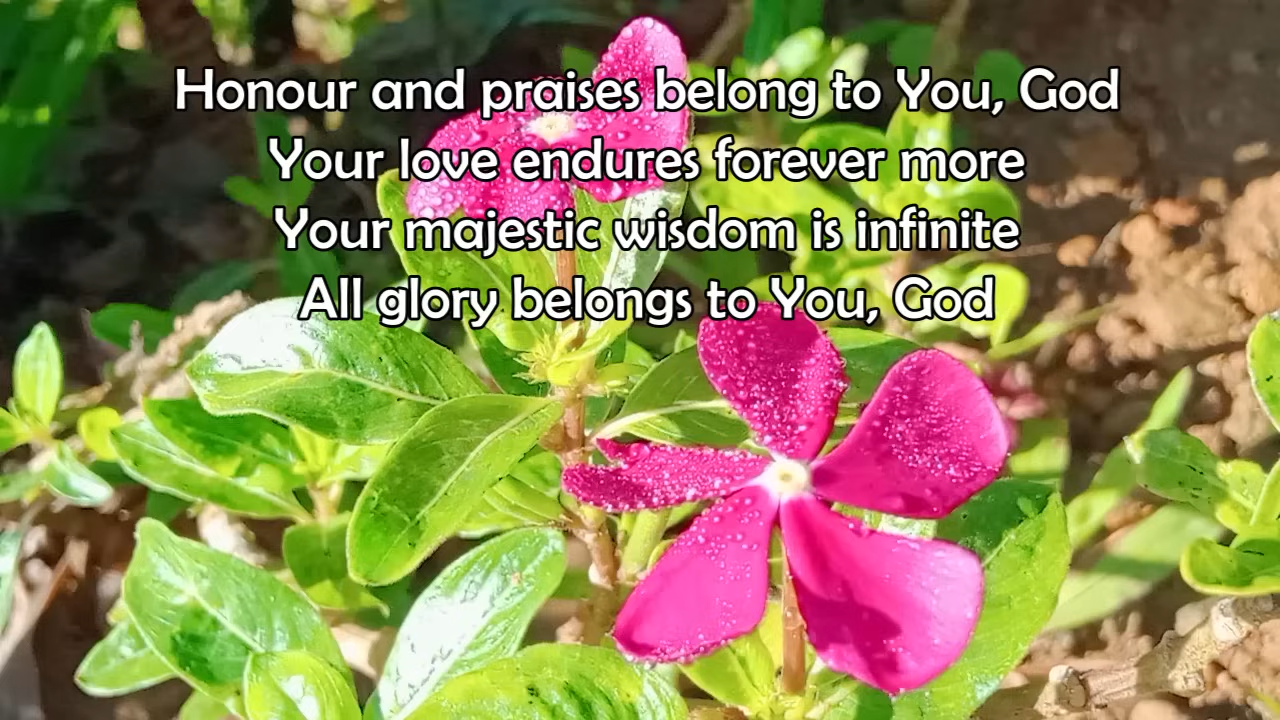 Honour and praises belong to You, God
Your love endures forever more
Your majestic wisdom is infinite
All glory belongs to You, God